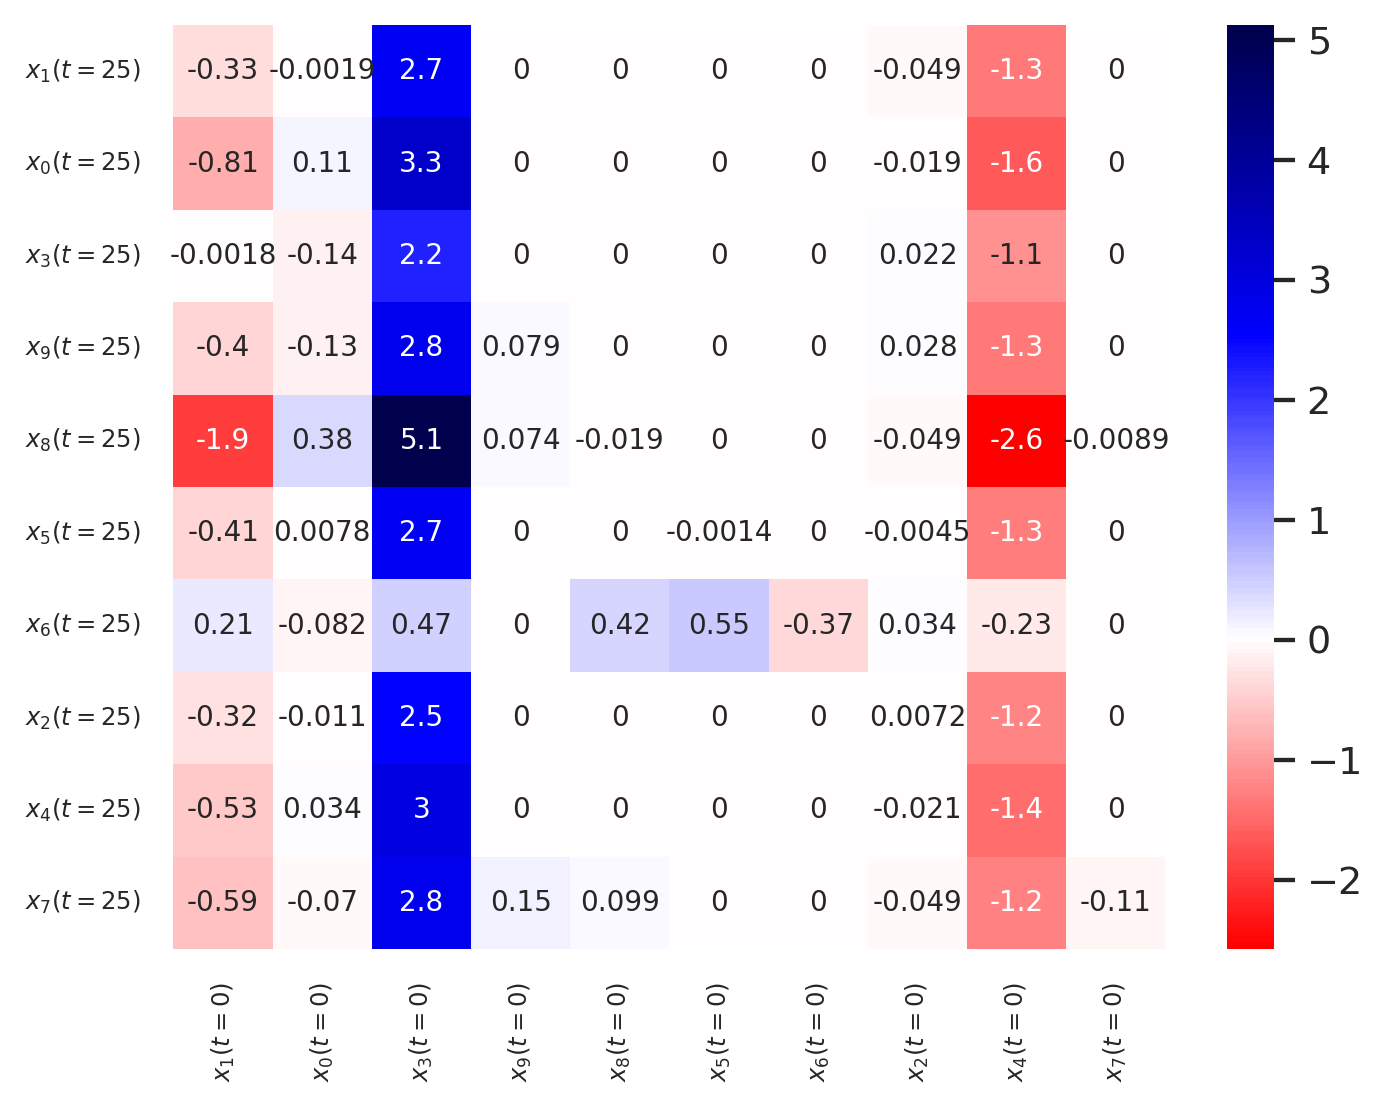 x₁(t = 25) -0.33 -0.0019 2.7 0 0 0 0 -0.049 -1.3 0
x₀(t = 25) -0.81 0.11 3.3 0 0 0 0 -0.019 -1.6 0
x₃(t = 25) -0.0018 -0.14 2.2 0 0 0 0 0.022 -1.1 0
x₉(t = 25) -0.4 -0.13 2.8 0.079 0 0 0 0.028 -1.3 0
x₈(t = 25) -1.9 0.38 5.1 0.074 -0.019 0 0 -0.049 -2.6 -0.0089
x₅(t = 25) -0.41 0.0078 2.7 0 0 -0.0014 0 -0.0045 -1.3 0
x₆(t = 25) 0.21 -0.082 0.47 0 0.42 0.55 -0.37 0.034 -0.23 0
x₂(t = 25) -0.32 -0.011 2.5 0 0 0 0 0.0072 -1.2 0
x₄(t = 25) -0.53 0.034 3 0 0 0 0 -0.021 -1.4 0
x₇(t = 25) -0.59 -0.07 2.8 0.15 0.099 0 0 -0.049 -1.2 -0.11
x₁(t = 0)
x₀(t = 0)
x₃(t = 0)
x₉(t = 0)
x₈(t = 0)
x₅(t = 0)
x₆(t = 0)
x₂(t = 0)
x₄(t = 0)
x₇(t = 0)
5
4
3
2
1
0
−1
−2